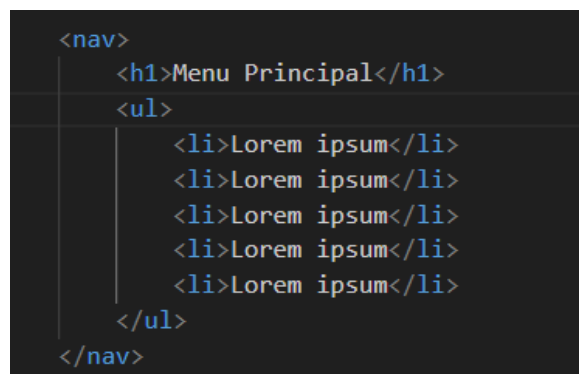 <nav>
<h1>Menu Principal</h1>
<ul>
<li>Lorem ipsum</li>
<li>Lorem ipsum</li>
<li>Lorem ipsum</li>
<li>Lorem ipsum</li>
<li>Lorem ipsum</li>
</ul>
</nav>